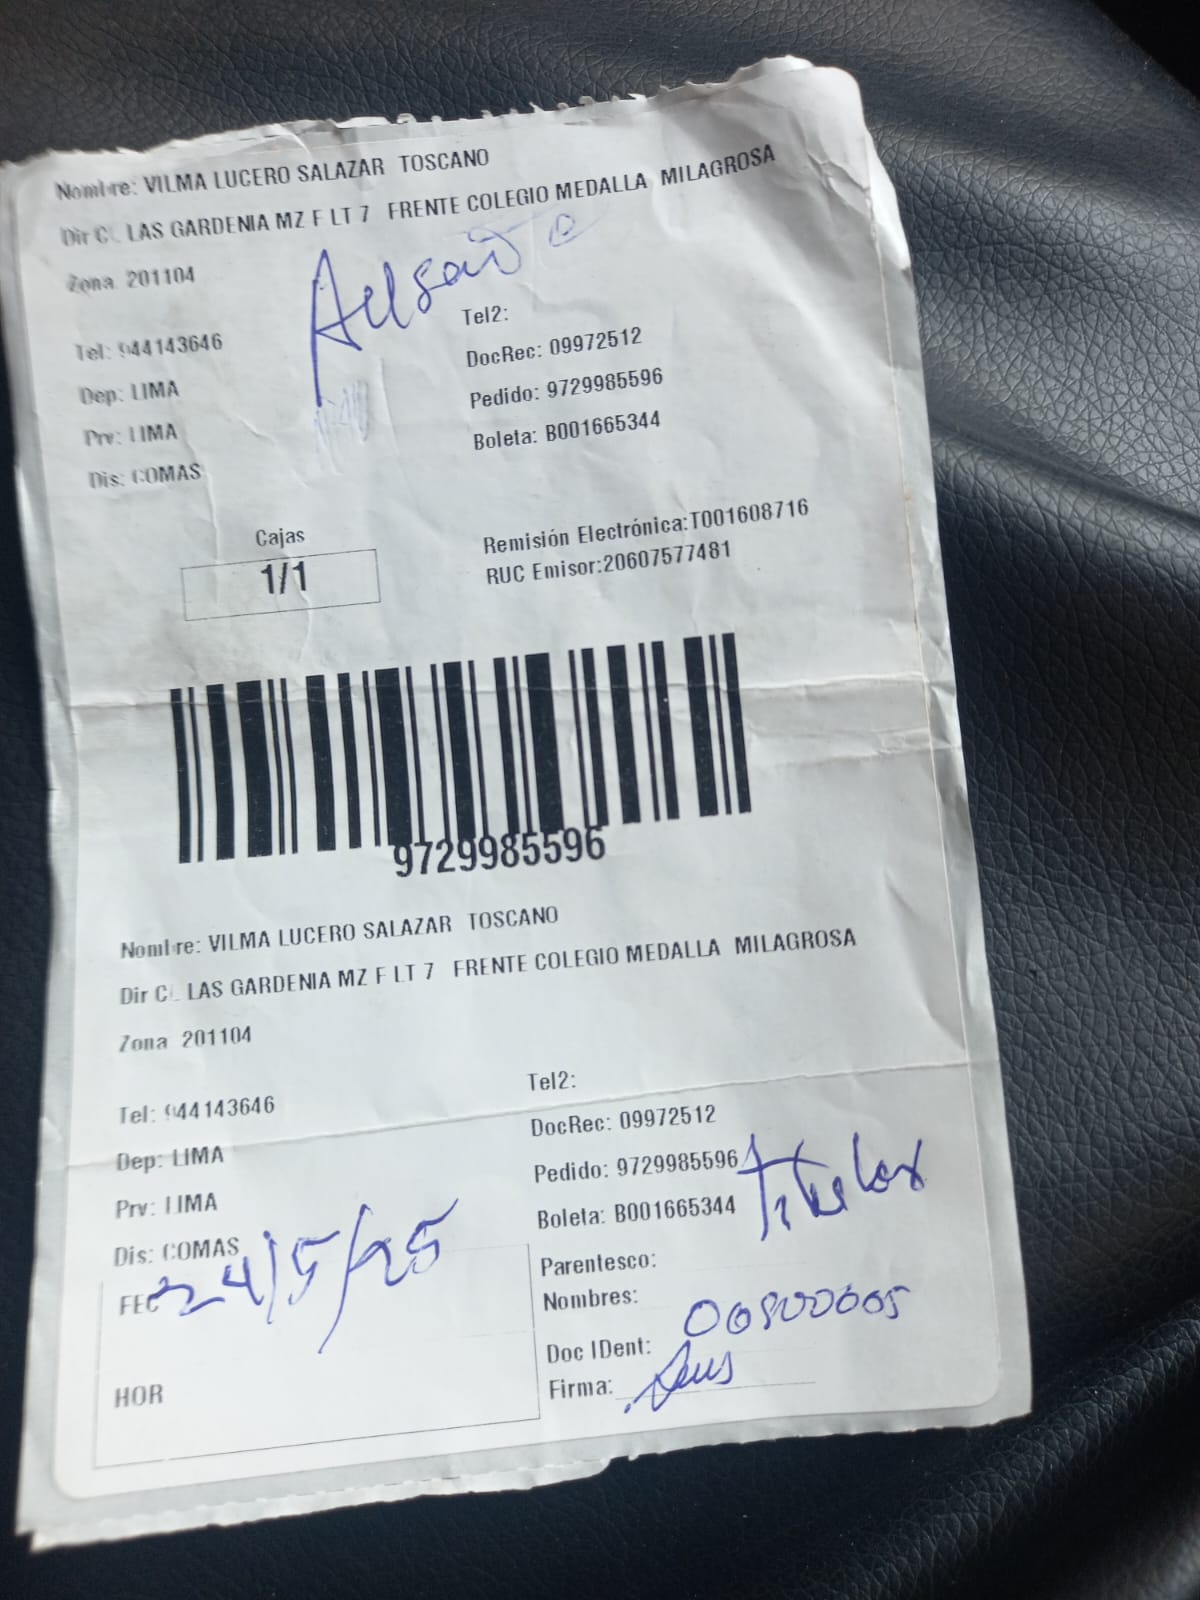 Nombre: VILMA LUCERO SALAZAR TOSCANO
Dir CL LAS GARDENIA MZ F LT 7 FRENTE COLEGIO MEDALLA MILAGROSA
Zona 201104
Tel: 944143646
Tel2:
Dep: LIMA
DocRec: 09972512
Prv: LIMA
Pedido: 9729985596
Dis: COMAS
Boleta: B001665344
Cajas
1/1
Remisión Electrónica:T001608716
RUC Emisor:20607577481
9729985596
Nombre: VILMA LUCERO SALAZAR TOSCANO
Dir CL LAS GARDENIA MZ F LT 7 FRENTE COLEGIO MEDALLA MILAGROSA
Zona 201104
Tel: 944143646
Tel2:
Dep: LIMA
DocRec: 09972512
Prv: LIMA
Pedido: 9729985596
Dis: COMAS
Boleta: B001665344
Titular
Parentesco:
FEC 24/5/25
Nombres:
Doc IDent:
HOR
Firma: